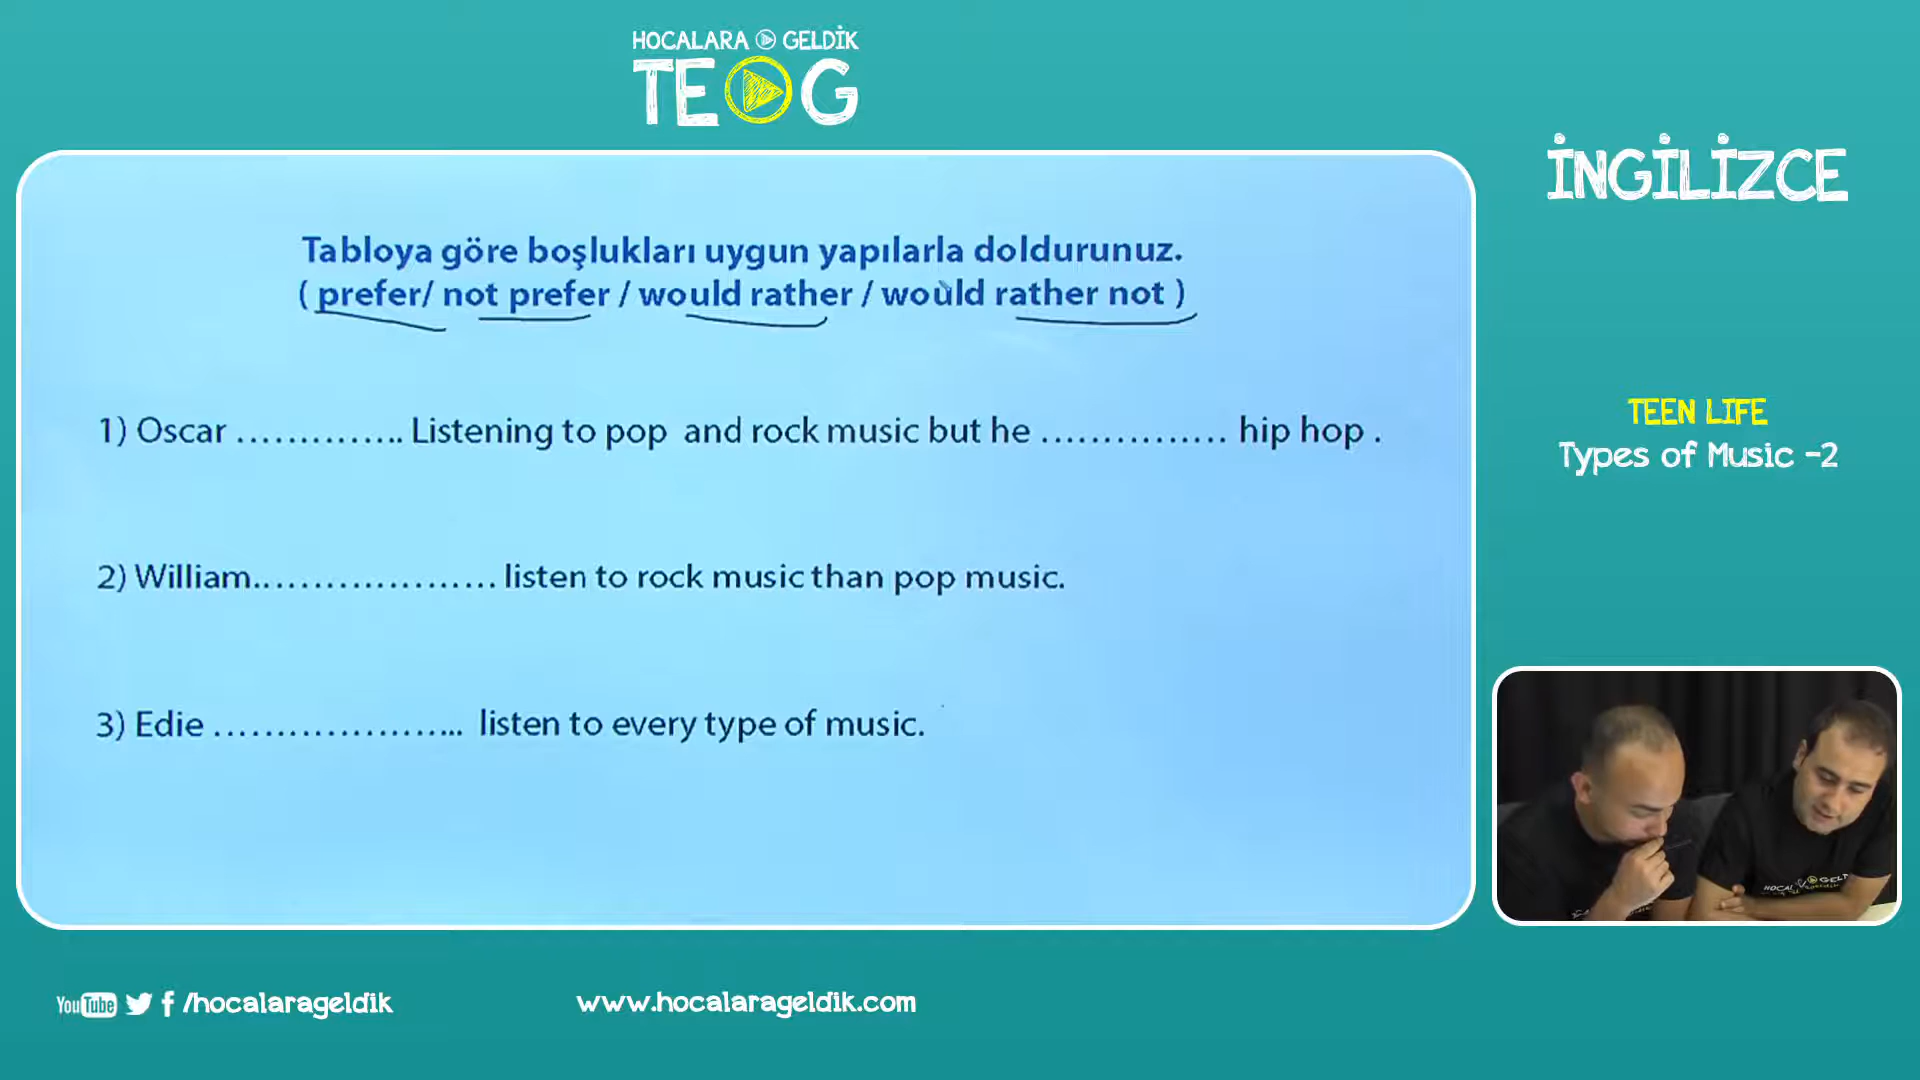 HOCALARA GELDİK
TEOG
İNGİLİZCE
Tabloya göre boşlukları uygun yapılarla doldurunuz.
( prefer/ not prefer / would rather / would rather not )
1) Oscar ………….. Listening to pop and rock music but he …………… hip hop .
TEEN LIFE
Types of Music -2
2) William.………………… listen to rock music than pop music.
3) Edie ………………….. listen to every type of music.
YouTube /hocalarageldik
www.hocalarageldik.com